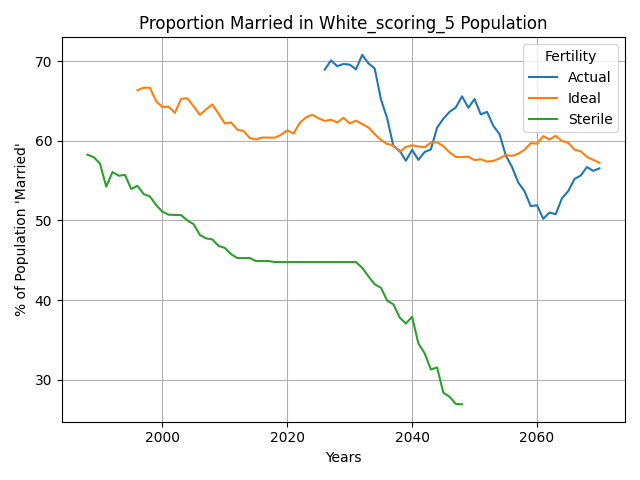 Proportion Married in White_scoring_5 Population
% of Population 'Married'
70
60
50
40
30
Fertility
Actual
Ideal
Sterile
2000
2020
2040
2060
Years